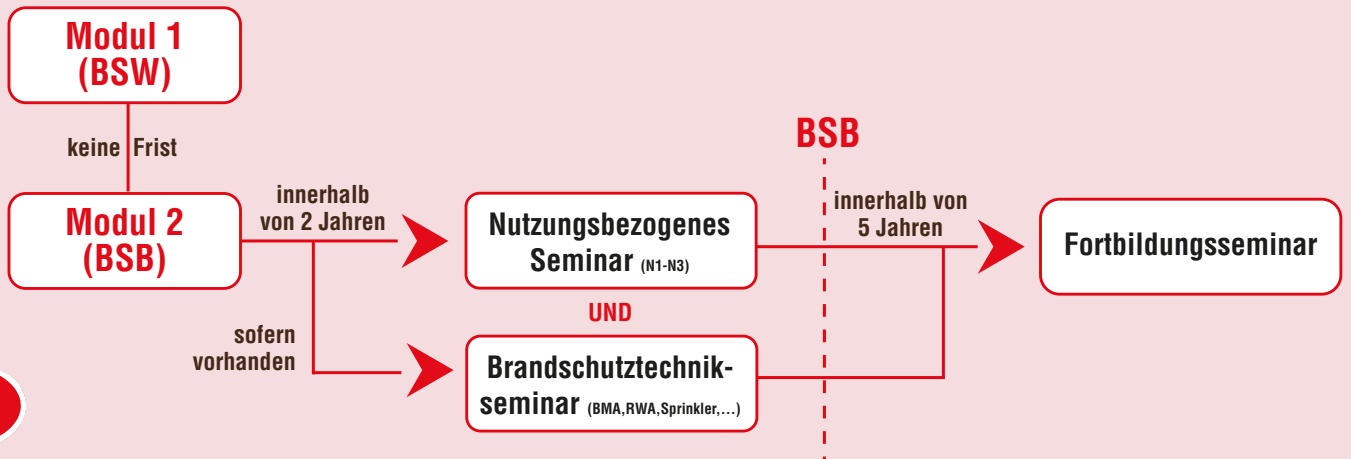 Modul 1
(BSW)
keine Frist
Modul 2
(BSB)
innerhalb
von 2 Jahren
sofern
vorhanden
Nutzungsbezogenes
Seminar (N1-N3)
UND
Brandschutztechnik-
seminar (BMA,RWA,Sprinkler,...)
BSB
innerhalb von
5 Jahren
Fortbildungsseminar